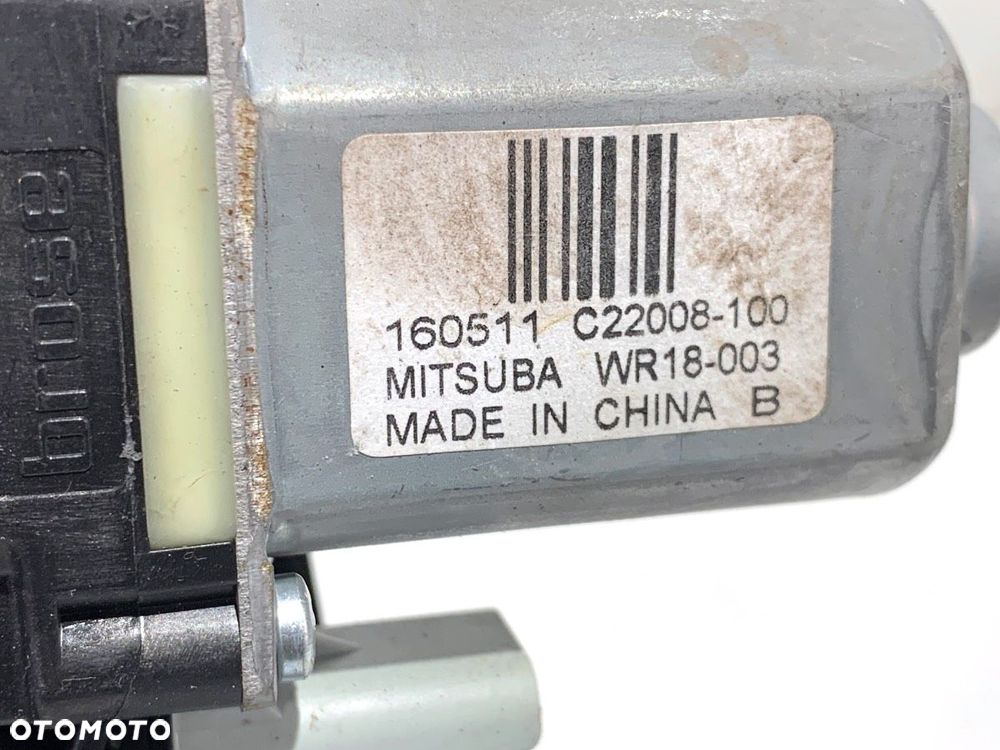 brose
160511 C22008-100
MITSUBA WR18-003
MADE IN CHINA B
OTOMOTO